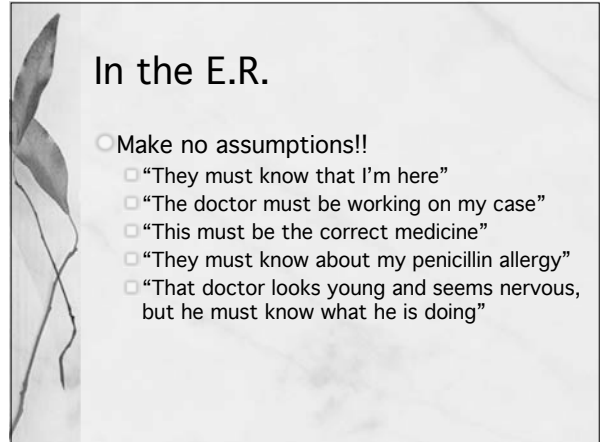 In the E.R.
Make no assumptions!!
“They must know that I’m here”
“The doctor must be working on my case”
“This must be the correct medicine”
“They must know about my penicillin allergy”
“That doctor looks young and seems nervous,
but he must know what he is doing”